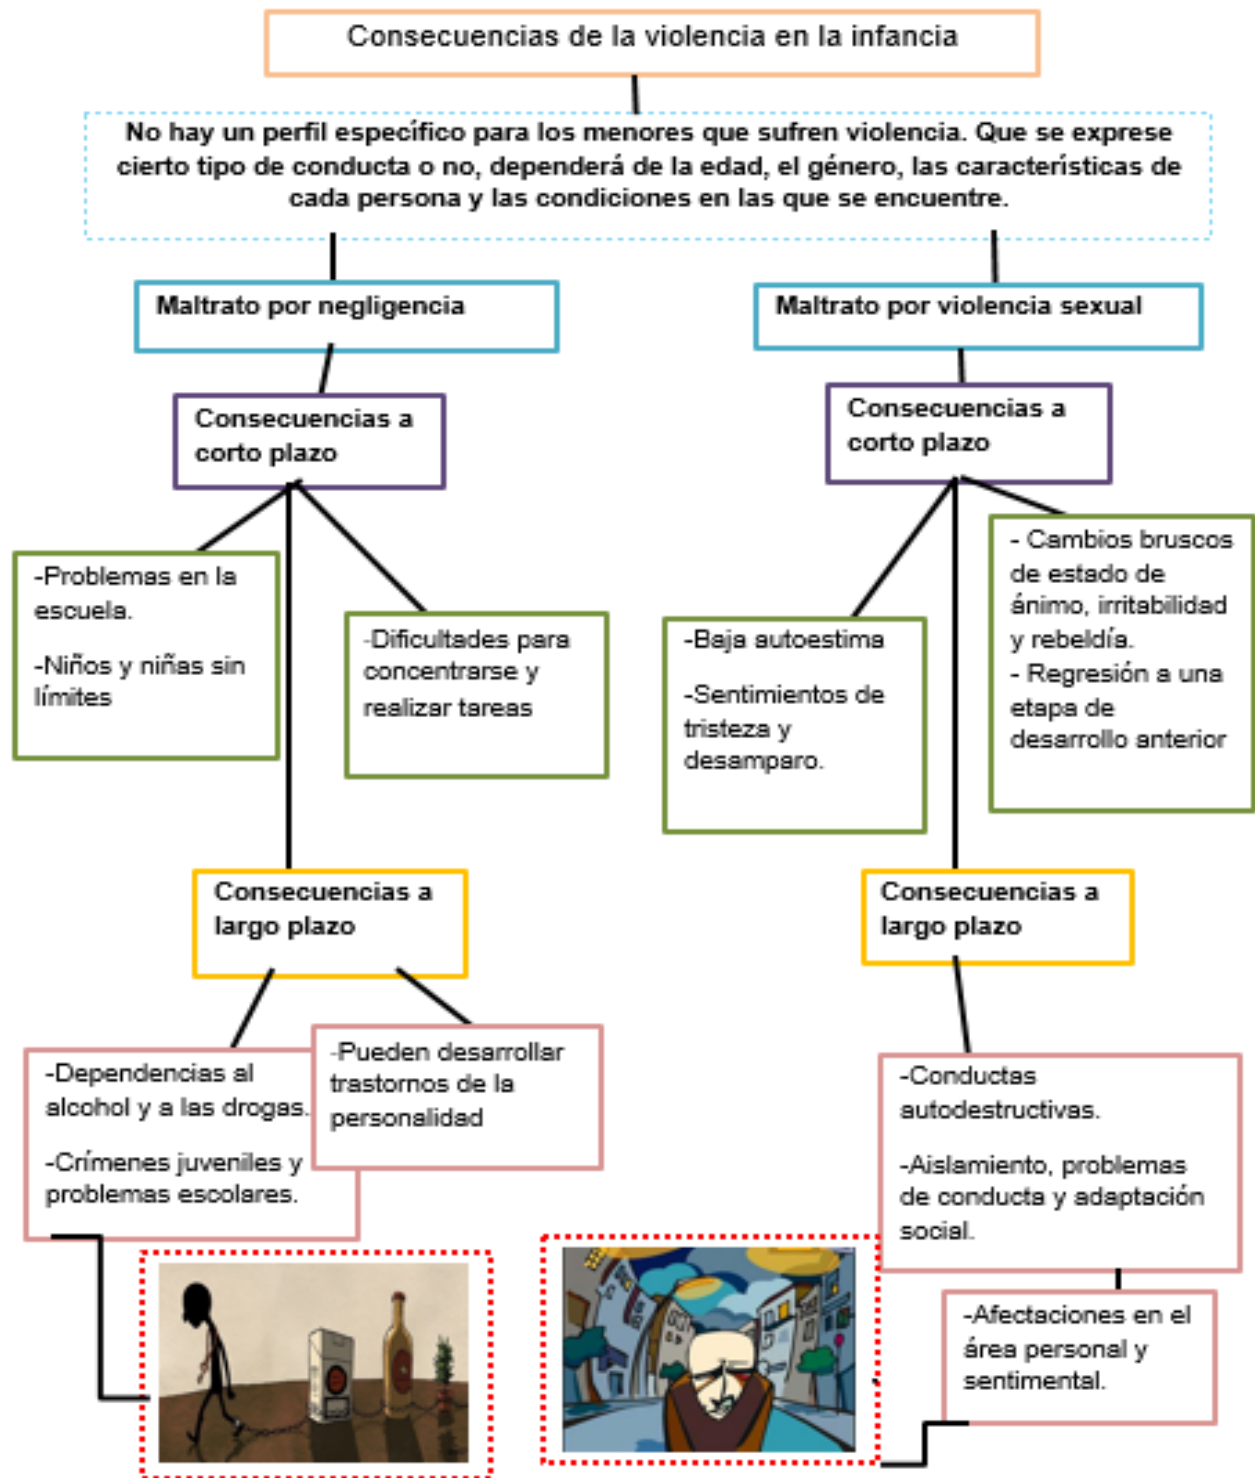 Consecuencias de la violencia en la infancia
No hay un perfil específico para los menores que sufren violencia. Que se exprese
cierto tipo de conducta o no, dependerá de la edad, el género, las características de
cada persona y las condiciones en las que se encuentre.
Maltrato por negligencia
Consecuencias a
corto plazo
-Problemas en la
escuela.
-Niños y niñas sin
límites
-Dificultades para
concentrarse y
realizar tareas
Consecuencias a
largo plazo
-Dependencias al
alcohol y a las drogas.
-Crímenes juveniles y
problemas escolares.
-Pueden desarrollar
trastornos de la
personalidad
Maltrato por violencia sexual
Consecuencias a
corto plazo
-Baja autoestima
-Sentimientos de
tristeza y
desamparo.
- Cambios bruscos
de estado de
ánimo, irritabilidad
y rebeldía.
- Regresión a una
etapa de
desarrollo anterior
Consecuencias a
largo plazo
-Conductas
autodestructivas.
-Aislamiento, problemas
de conducta y adaptación
social.
-Afectaciones en el
área personal y
sentimental.